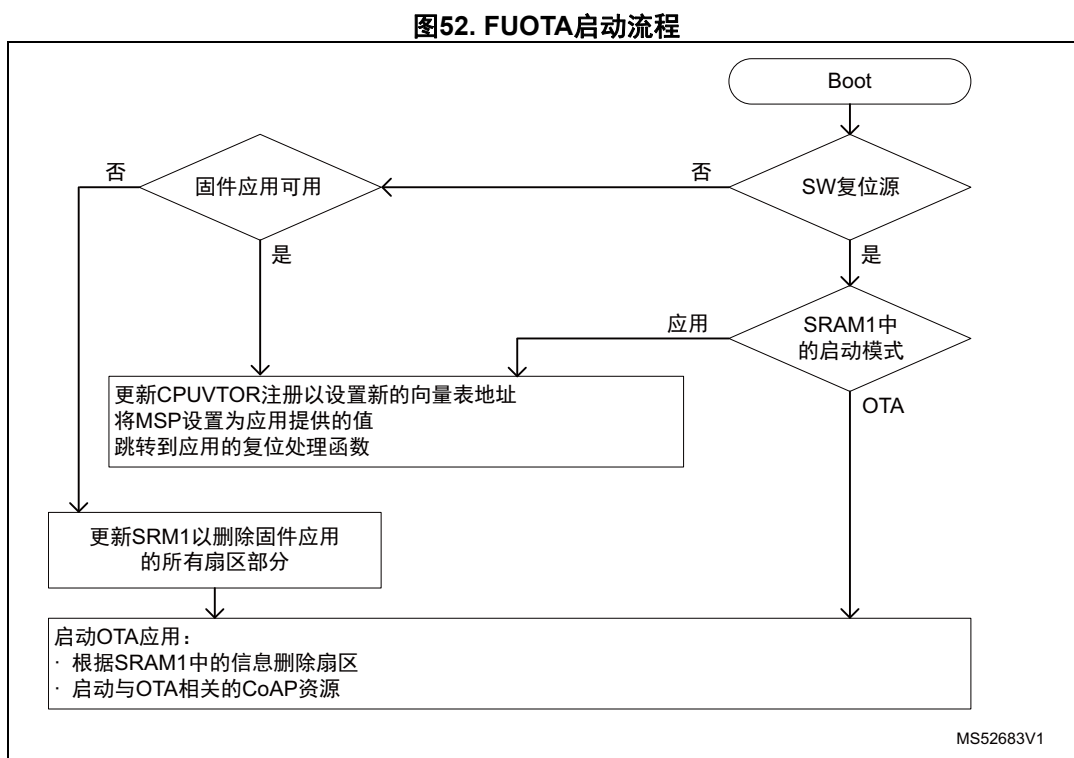 图52. FUOTA启动流程
Boot
SW复位源
否
是
固件应用可用
否
是
SRAM1中
的启动模式
应用
OTA
更新CPUVTOR注册以设置新的向量表地址
将MSP设置为应用提供的值
跳转到应用的复位处理函数
更新SRM1以删除固件应用
的所有扇区部分
启动OTA应用：
· 根据SRAM1中的信息删除扇区
· 启动与OTA相关的CoAP资源
MS52683V1